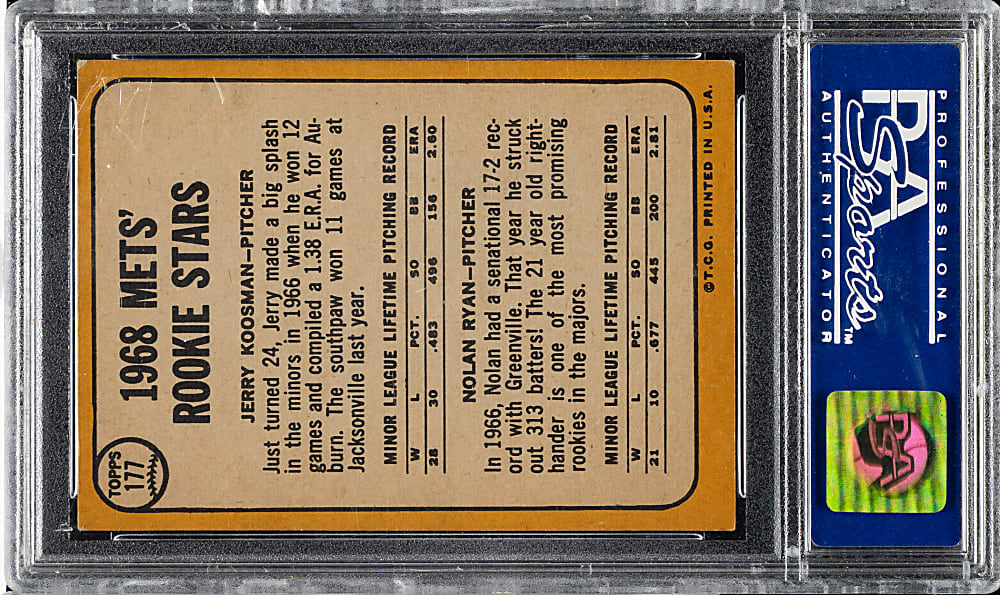 TOPPS
177
1968 METS'
ROOKIE STARS
JERRY KOOSMAN—PITCHER
Just turned 24, Jerry made a big splash
in the minors in 1966 when he won 12
games and compiled a 1.38 E.R.A. for Au-
burn. The southpaw won 11 games at
Jacksonville last year.
MINOR LEAGUE LIFETIME PITCHING RECORD
W L PCT. SO BB ERA
28 30 .483 496 156 2.60
NOLAN RYAN—PITCHER
In 1966, Nolan had a sensational 17-2 rec-
ord with Greenville. That year he struck
out 313 batters! The 21 year old right-
hander is one of the most promising
rookies in the majors.
MINOR LEAGUE LIFETIME PITCHING RECORD
W L PCT. SO BB ERA
21 10 .677 445 200 2.81
© T.C.G. PRINTED IN U.S.A.
AUTHENTICATOR
PSA
Sports™
PROFESSIONAL
PSA